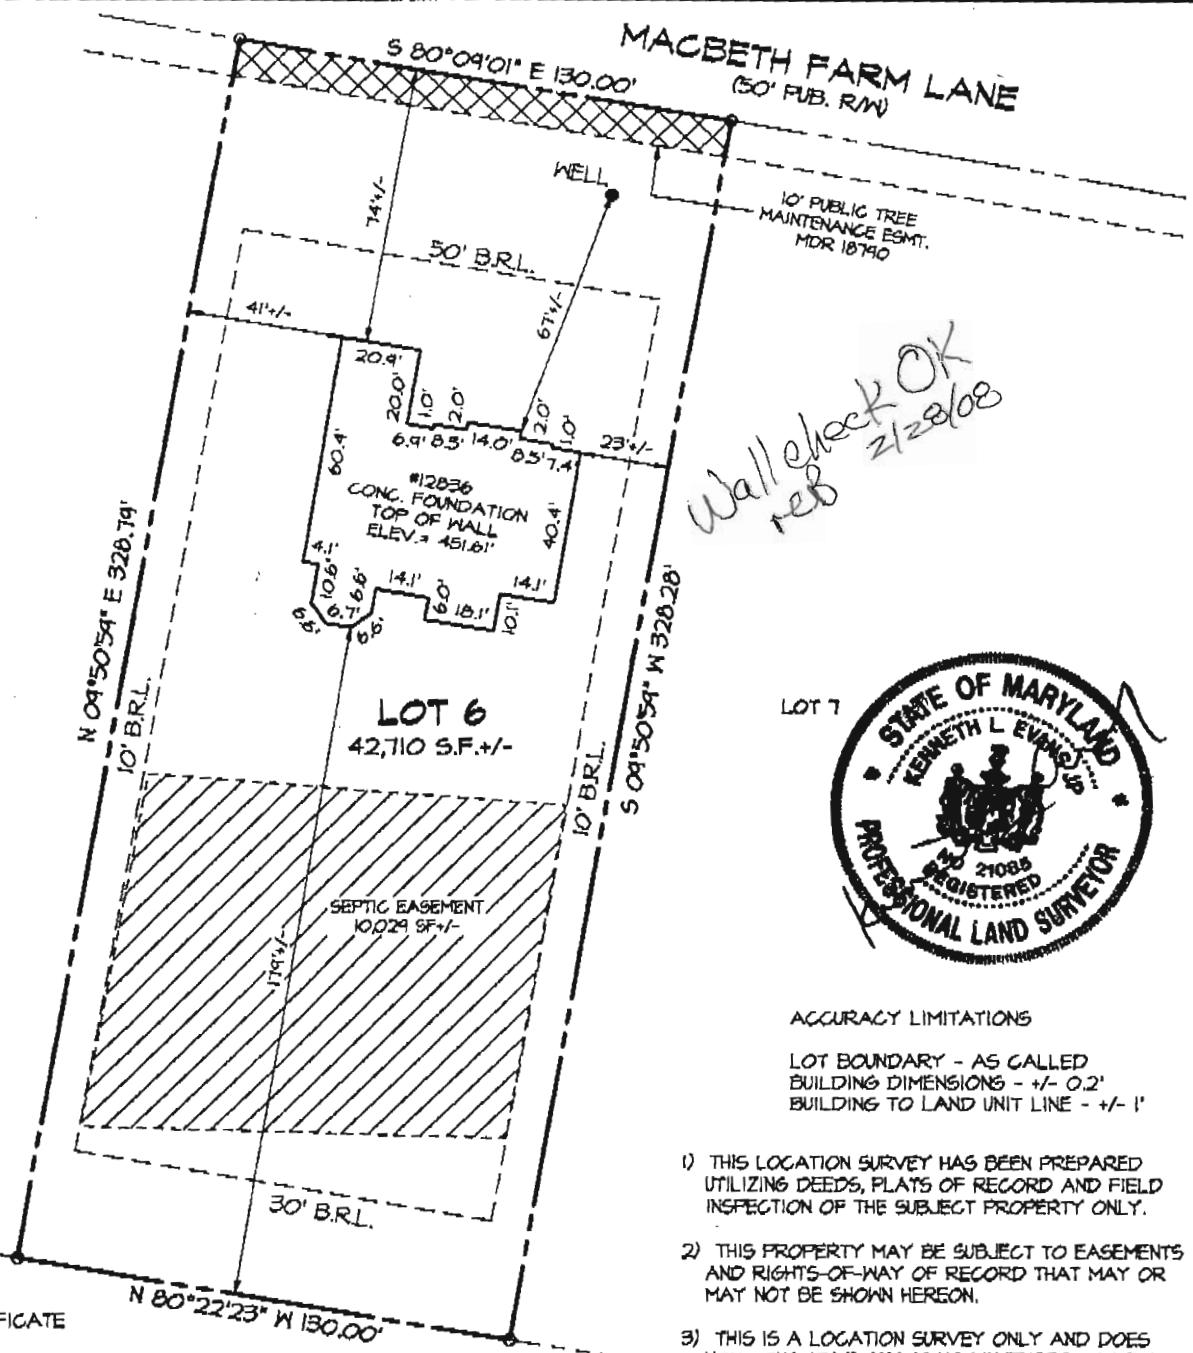 MACBETH FARM LANE
(50' PUB. R/W)
S 80°09'01" E 130.00'
WELL
10' PUBLIC TREE
MAINTENANCE ESMT.
MDR 18790
74'+/-
50' B.R.L.
67'+/-
41'+/-
20.9'
20.0'
1.0'
2.0'
6.9'
8.5'
14.0'
2.0'
1.0'
8.5'
7.4'
23'+/-
60.4'
#12836
CONC. FOUNDATION
TOP OF WALL
ELEV.= 451.61'
40.4'
4.1'
10.6'
6.6'
6.7'
6.6'
6.6'
14.1'
6.0'
18.1'
10.1'
14.1'
Wall check OK
reB 2/28/08
N 09°50'59" E 328.79'
10' B.R.L.
S 09°50'59" W 328.28'
10' B.R.L.
LOT 6
42,710 S.F.+/-
LOT 7
STATE OF MARYLAND
KENNETH L. EVANS, JR
NO 21085
REGISTERED
PROFESSIONAL LAND SURVEYOR
SEPTIC EASEMENT
10,029 SF+/-
179'+/-
30' B.R.L.
N 80°22'23" W 130.00'
FICATE
ACCURACY LIMITATIONS
LOT BOUNDARY - AS CALLED
BUILDING DIMENSIONS - +/- 0.2'
BUILDING TO LAND UNIT LINE - +/- 1'
1) THIS LOCATION SURVEY HAS BEEN PREPARED
UTILIZING DEEDS, PLATS OF RECORD AND FIELD
INSPECTION OF THE SUBJECT PROPERTY ONLY.
2) THIS PROPERTY MAY BE SUBJECT TO EASEMENTS
AND RIGHTS-OF-WAY OF RECORD THAT MAY OR
MAY NOT BE SHOWN HEREON.
3) THIS IS A LOCATION SURVEY ONLY AND DOES